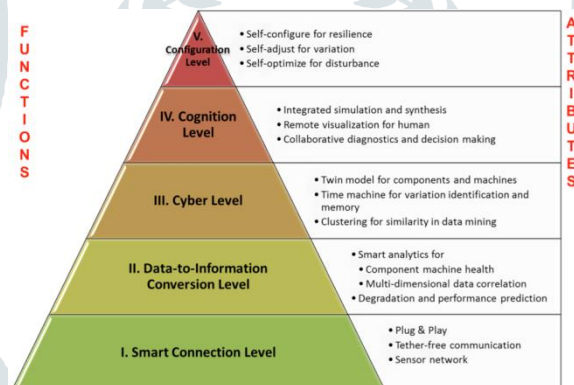 FUNCTIONS
ATTRIBUTES
V.
Configuration
Level
• Self-configure for resilience
• Self-adjust for variation
• Self-optimize for disturbance
IV. Cognition
Level
• Integrated simulation and synthesis
• Remote visualization for human
• Collaborative diagnostics and decision making
III. Cyber Level
• Twin model for components and machines
• Time machine for variation identification and
memory
• Clustering for similarity in data mining
II. Data-to-Information
Conversion Level
• Smart analytics for
• Component machine health
• Multi-dimensional data correlation
• Degradation and performance prediction
I. Smart Connection Level
• Plug & Play
• Tether-free communication
• Sensor network